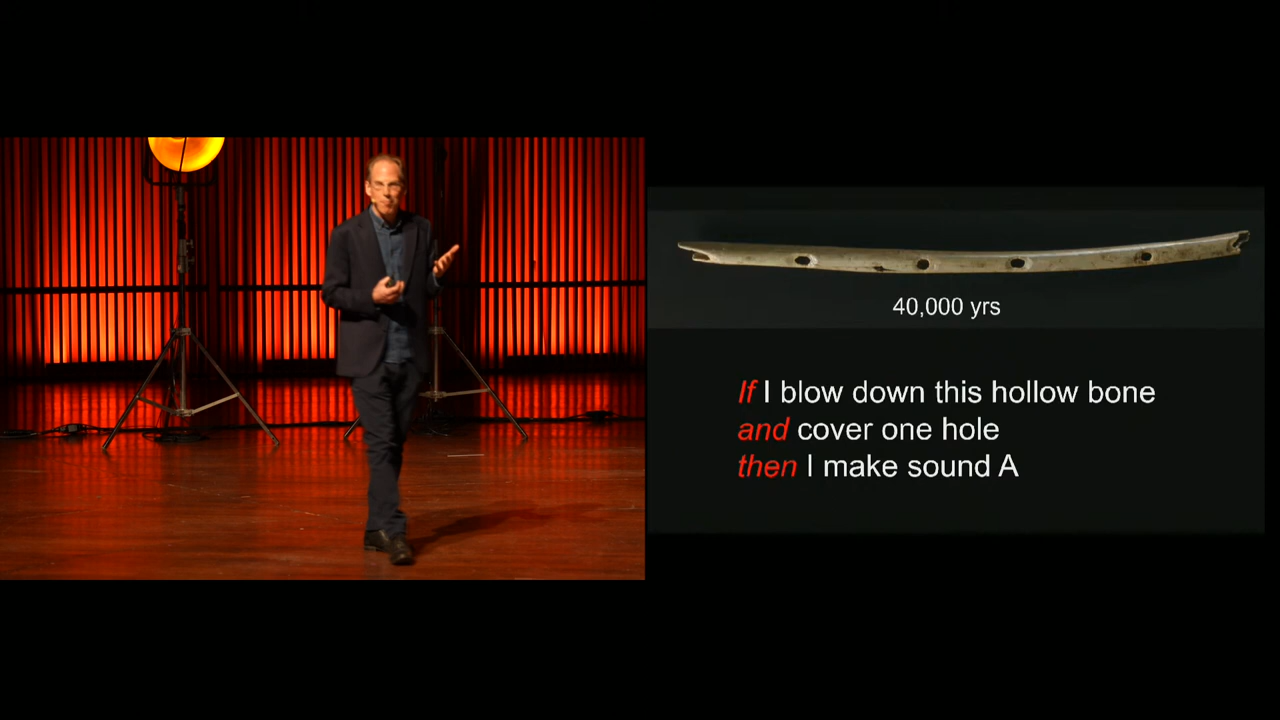 40,000 yrs
If I blow down this hollow bone
and cover one hole
then I make sound A